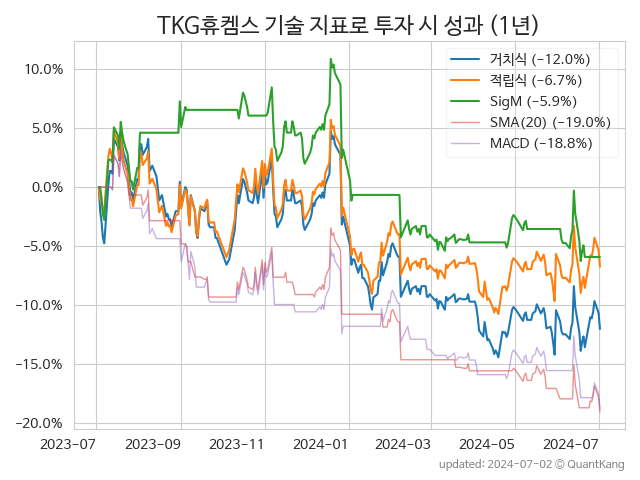 TKG휴켐스 기술 지표로 투자 시 성과 (1년)
거치식 (−12.0%)
적립식 (−6.7%)
SigM (−5.9%)
SMA(20) (−19.0%)
MACD (−18.8%)
10.0%
5.0%
0.0%
−5.0%
−10.0%
−15.0%
−20.0%
2023-07 2023-09 2023-11 2024-01 2024-03 2024-05 2024-07
updated: 2024-07-02 © QuantKang